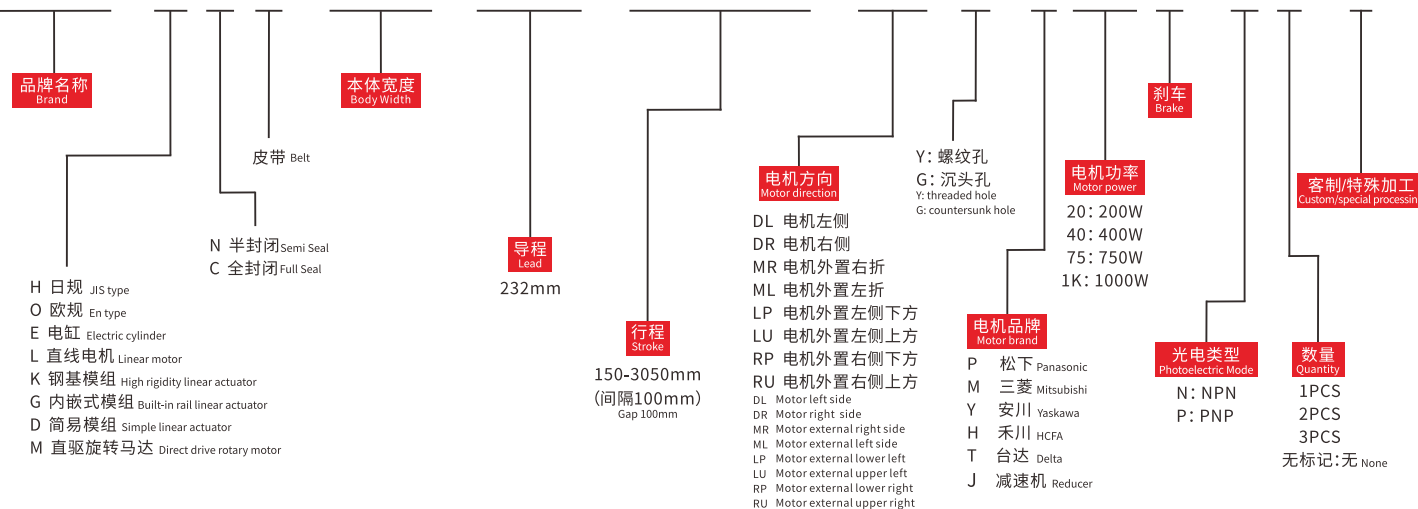 品牌名称
Brand
H 日规 JIS type
O 欧规 En type
E 电缸 Electric cylinder
L 直线电机 Linear motor
K 钢基模组 High rigidity linear actuator
G 内嵌式模组 Built-in rail linear actuator
D 简易模组 Simple linear actuator
M 直驱旋转马达 Direct drive rotary motor
N 半封闭 Semi Seal
C 全封闭 Full Seal
皮带 Belt
本体宽度
Body Width
导程
Lead
232mm
行程
Stroke
150-3050mm
(间隔100mm)
Gap 100mm
电机方向
Motor direction
DL 电机左侧
DR 电机右侧
MR 电机外置右折
ML 电机外置左折
LP 电机外置左侧下方
LU 电机外置左侧上方
RP 电机外置右侧下方
RU 电机外置右侧上方
DL Motor left side
DR Motor right side
MR Motor external right side
ML Motor external left side
LP Motor external lower left
LU Motor external upper left
RP Motor external lower right
RU Motor external upper right
Y: 螺纹孔
G: 沉头孔
Y: threaded hole
G: countersunk hole
电机品牌
Motor brand
P 松下 Panasonic
M 三菱 Mitsubishi
Y 安川 Yaskawa
H 禾川 HCFA
T 台达 Delta
J 减速机 Reducer
电机功率
Motor power
20: 200W
40: 400W
75: 750W
1K: 1000W
刹车
Brake
光电类型
Photoelectric Mode
N: NPN
P: PNP
数量
Quantity
1PCS
2PCS
3PCS
无标记:无 None
客制/特殊加工
Custom/special processin